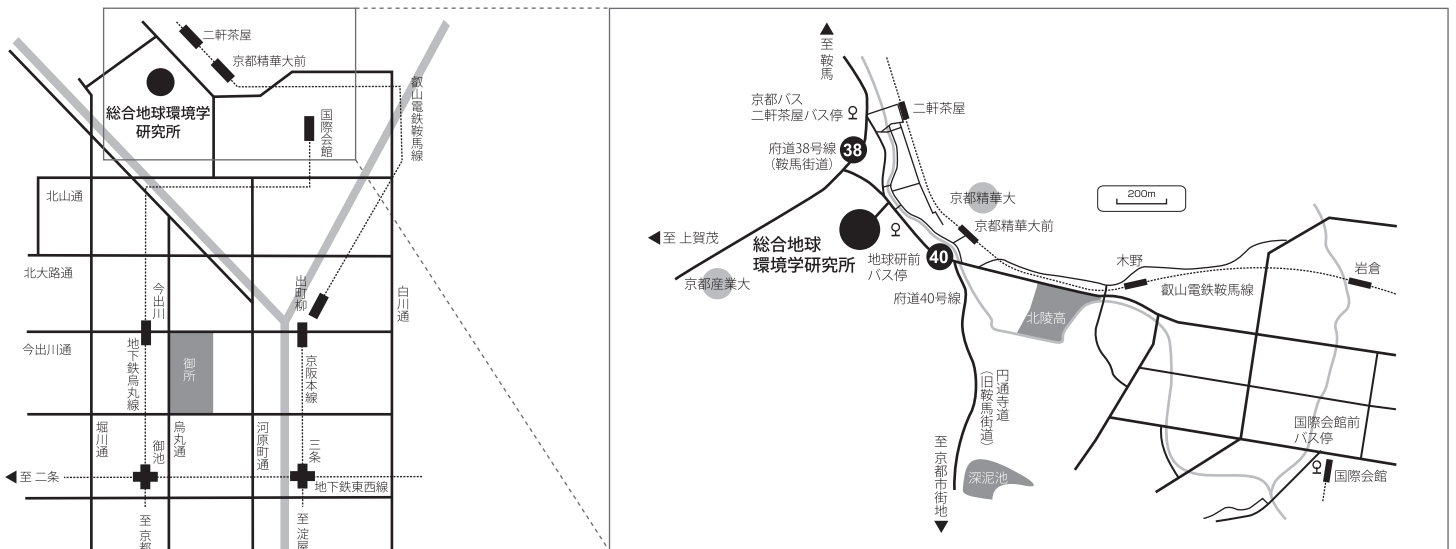 二軒茶屋
京都精華大前
総合地球環境学
研究所
国際会館
叡山電鉄鞍馬線
北山通
北大路通
今出川
出町柳
白川通
今出川通
地下鉄烏丸線
御所
京阪本線
堀川通
御池
烏丸通
河原町通
三条
至 二条
地下鉄東西線
至 京都
至 淀屋
至 鞍馬
京都バス
二軒茶屋バス停
二軒茶屋
府道38号線
(鞍馬街道)
38
京都精華大
200m
京都精華大前
至 上賀茂
総合地球
環境学研究所
地球研前
バス停
40
木野
岩倉
京都産業大
府道40号線
叡山電鉄鞍馬線
北陵高
円通寺道
(旧鞍馬街道)
国際会館前
バス停
至 京都市街地
深泥池
国際会館